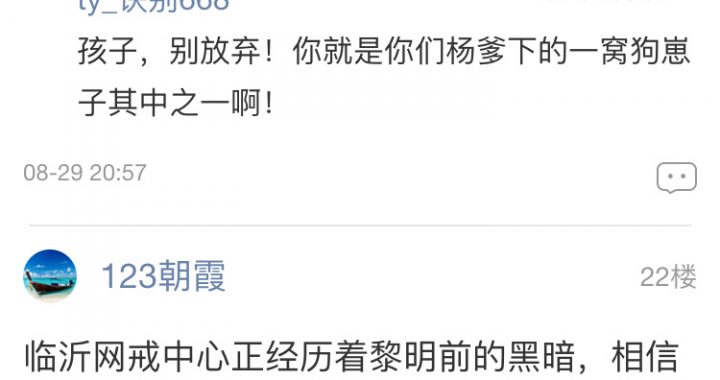 孩子，别放弃！你就是你们杨爹下的一窝狗崽
子其中之一啊！
08-29 20:57
123朝霞
22楼
临沂网戒中心正经历着黎明前的黑暗，相信